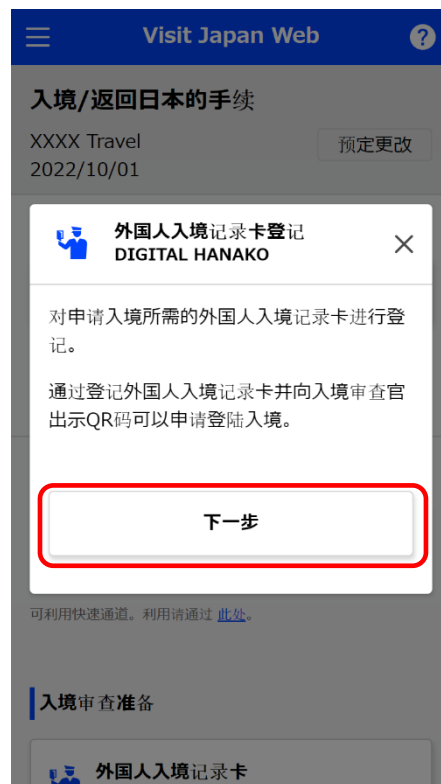 Visit Japan Web
?
入境/返回日本的手续
XXXX Travel
预定更改
2022/10/01
外国人入境记录卡登记
DIGITAL HANAKO
对申请入境所需的外国人入境记录卡进行登
记。
通过登记外国人入境记录卡并向入境审查官
出示QR码可以申请登陆入境。
下一步
可利用快速通道。利用请通过 此处。
入境审查准备
外国人入境记录卡